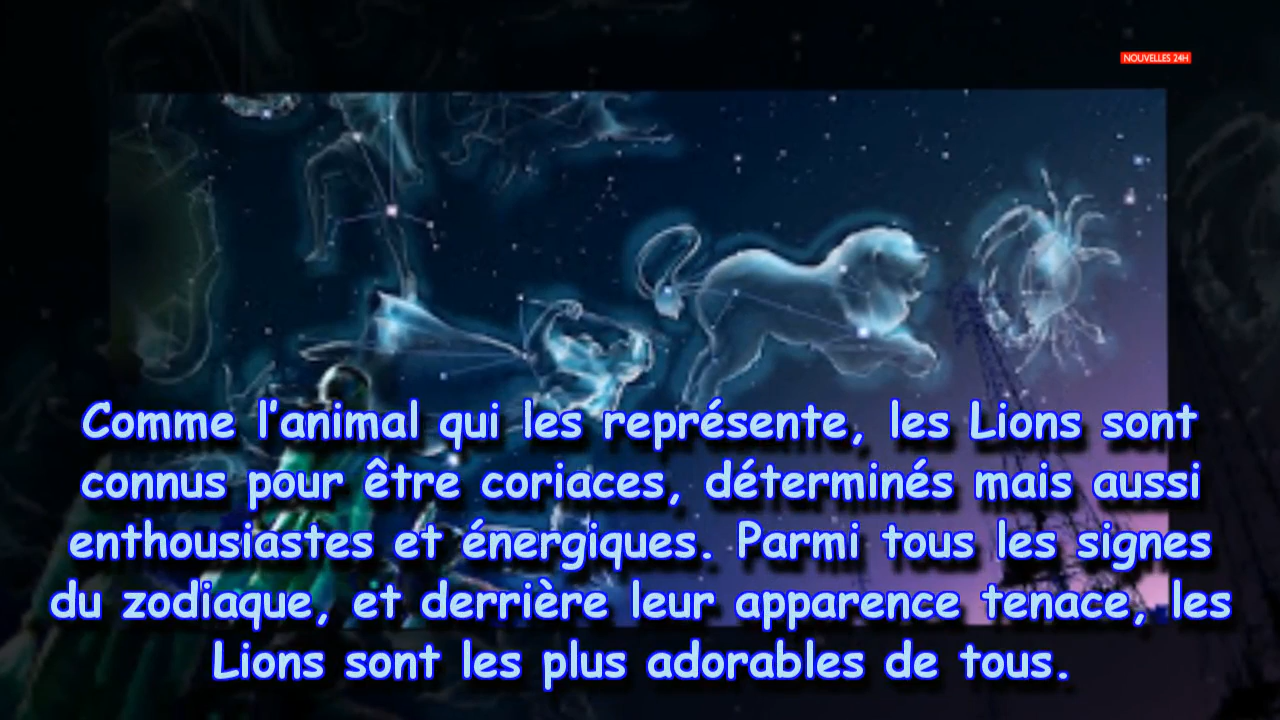 NOUVELLES 24H
Comme l'animal qui les représente, les Lions sont
connus pour être coriaces, déterminés mais aussi
enthousiastes et énergiques. Parmi tous les signes
du zodiaque, et derrière leur apparence tenace, les
Lions sont les plus adorables de tous.